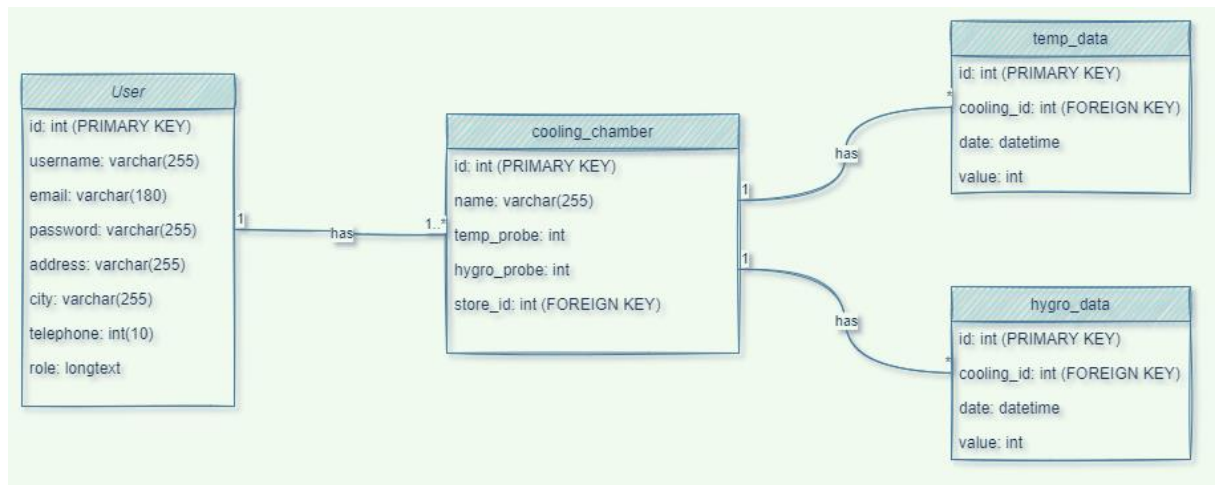 User
id: int (PRIMARY KEY)
username: varchar(255)
email: varchar(180)
password: varchar(255)
address: varchar(255)
city: varchar(255)
telephone: int(10)
role: longtext
1
has
1..*
cooling_chamber
id: int (PRIMARY KEY)
name: varchar(255)
temp_probe: int
hygro_probe: int
store_id: int (FOREIGN KEY)
1
has
*
1
has
*
temp_data
id: int (PRIMARY KEY)
cooling_id: int (FOREIGN KEY)
date: datetime
value: int
hygro_data
id: int (PRIMARY KEY)
cooling_id: int (FOREIGN KEY)
date: datetime
value: int